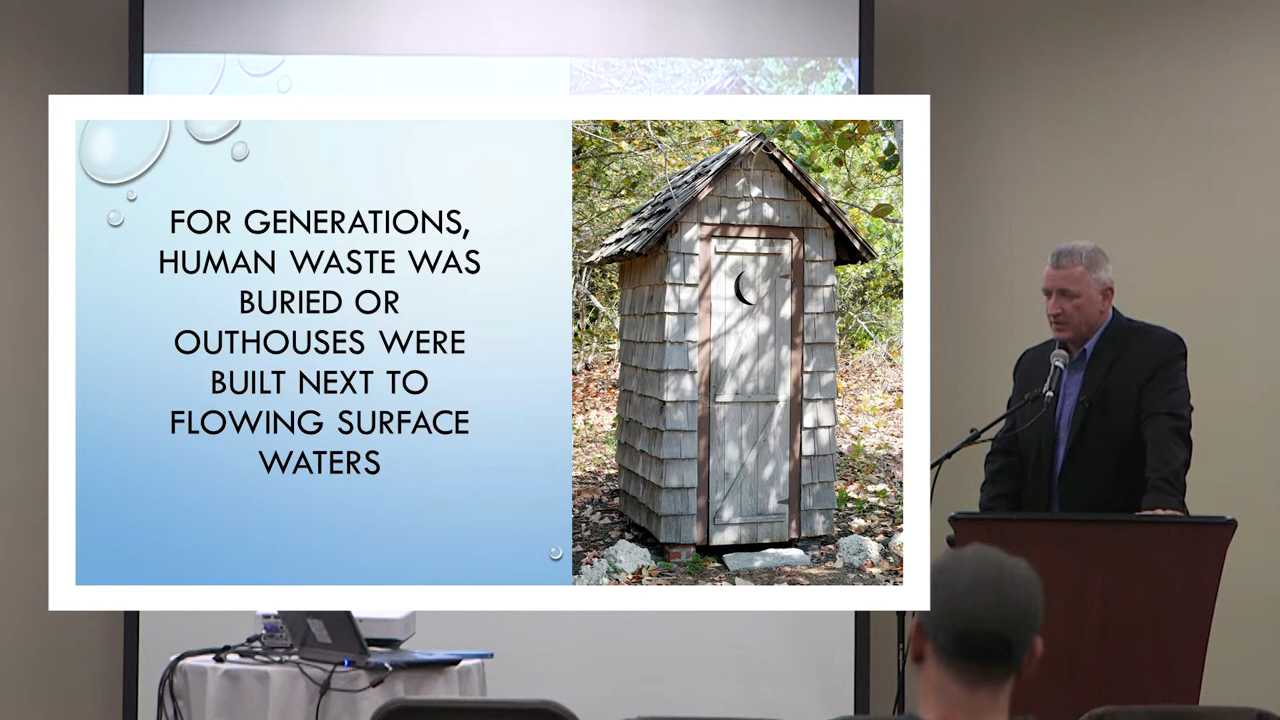 FOR GENERATIONS,
HUMAN WASTE WAS
BURIED OR
OUTHOUSES WERE
BUILT NEXT TO
FLOWING SURFACE
WATERS